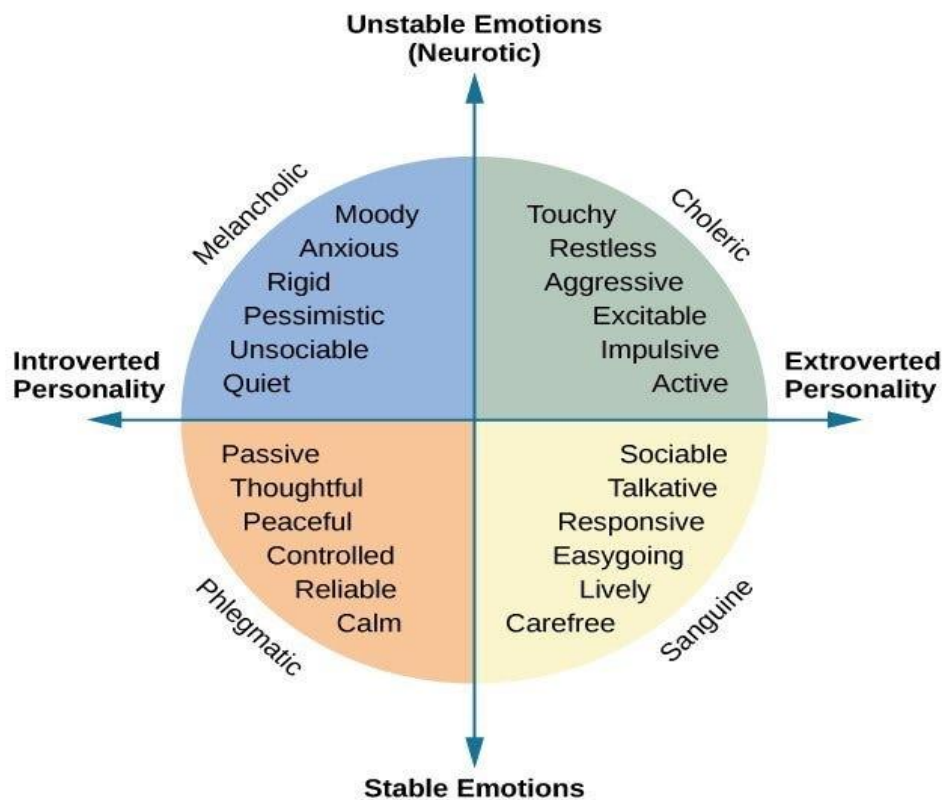 Unstable Emotions
(Neurotic)
Melancholic
Choleric
Moody
Anxious
Rigid
Pessimistic
Unsociable
Quiet
Touchy
Restless
Aggressive
Excitable
Impulsive
Active
Introverted
Personality
Extroverted
Personality
Passive
Thoughtful
Peaceful
Controlled
Reliable
Calm
Sociable
Talkative
Responsive
Easygoing
Lively
Carefree
Phlegmatic
Sanguine
Stable Emotions